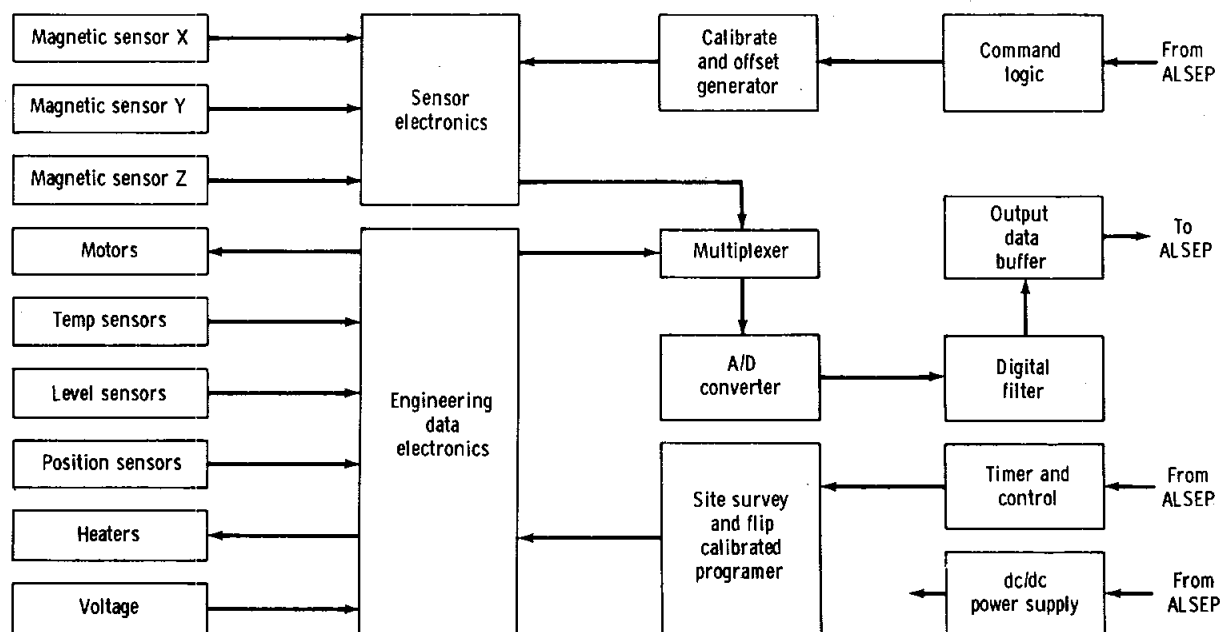 Magnetic sensor X
Magnetic sensor Y
Magnetic sensor Z
Motors
Temp sensors
Level sensors
Position sensors
Heaters
Voltage
Sensor
electronics
Engineering
data
electronics
Calibrate
and offset
generator
Command
logic
From
ALSEP
Multiplexer
A/D
converter
Output
data
buffer
To
ALSEP
Digital
filter
Site survey
and flip
calibrated
programer
Timer and
control
From
ALSEP
dc/dc
power supply
From
ALSEP